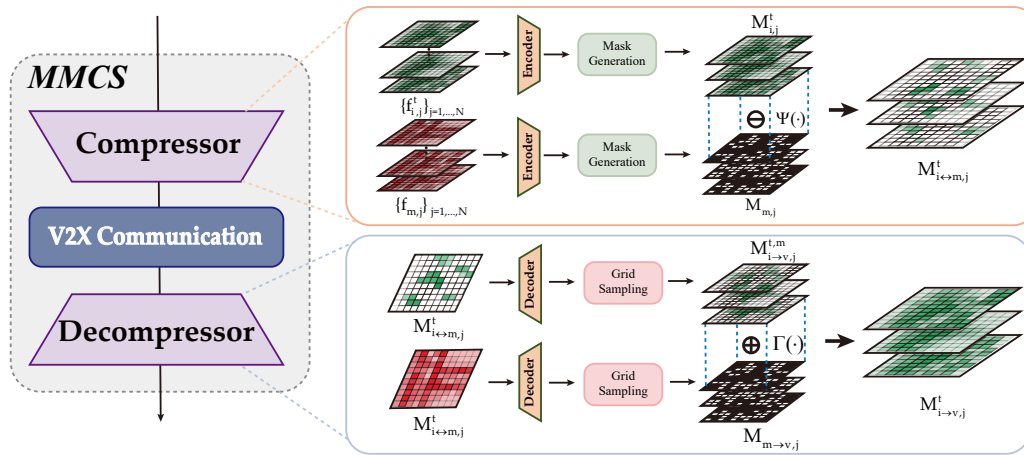 MMCS
Compressor
V2X Communication
Decompressor
{f^t_{i,j}}_{j=1,...,N}
Encoder
Mask
Generation
M^t_{i,j}
{f_{m,j}}_{j=1,...,N}
Encoder
Mask
Generation
⊖ Ψ(·)
M_{m,j}
M^t_{i↔m,j}
M^t_{i↔m,j}
Decoder
Grid
Sampling
M^{t,m}_{i→v,j}
M^t_{i↔m,j}
Decoder
Grid
Sampling
⊕ Γ(·)
M_{m→v,j}
M^t_{i→v,j}